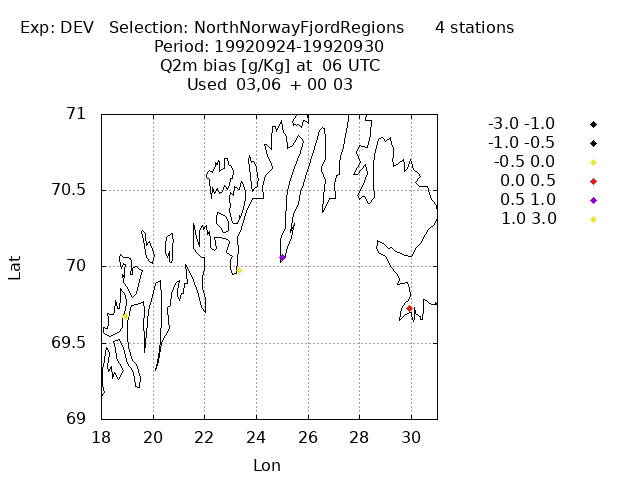 Exp: DEV   Selection: NorthNorwayFjordRegions      4 stations
Period: 19920924-19920930
Q2m bias [g/Kg] at  06 UTC
Used  03,06  + 00 03
71
70.5
70
69.5
69
18 20 22 24 26 28 30
Lat
Lon
-3.0 -1.0
-1.0 -0.5
-0.5 0.0
0.0 0.5
0.5 1.0
1.0 3.0